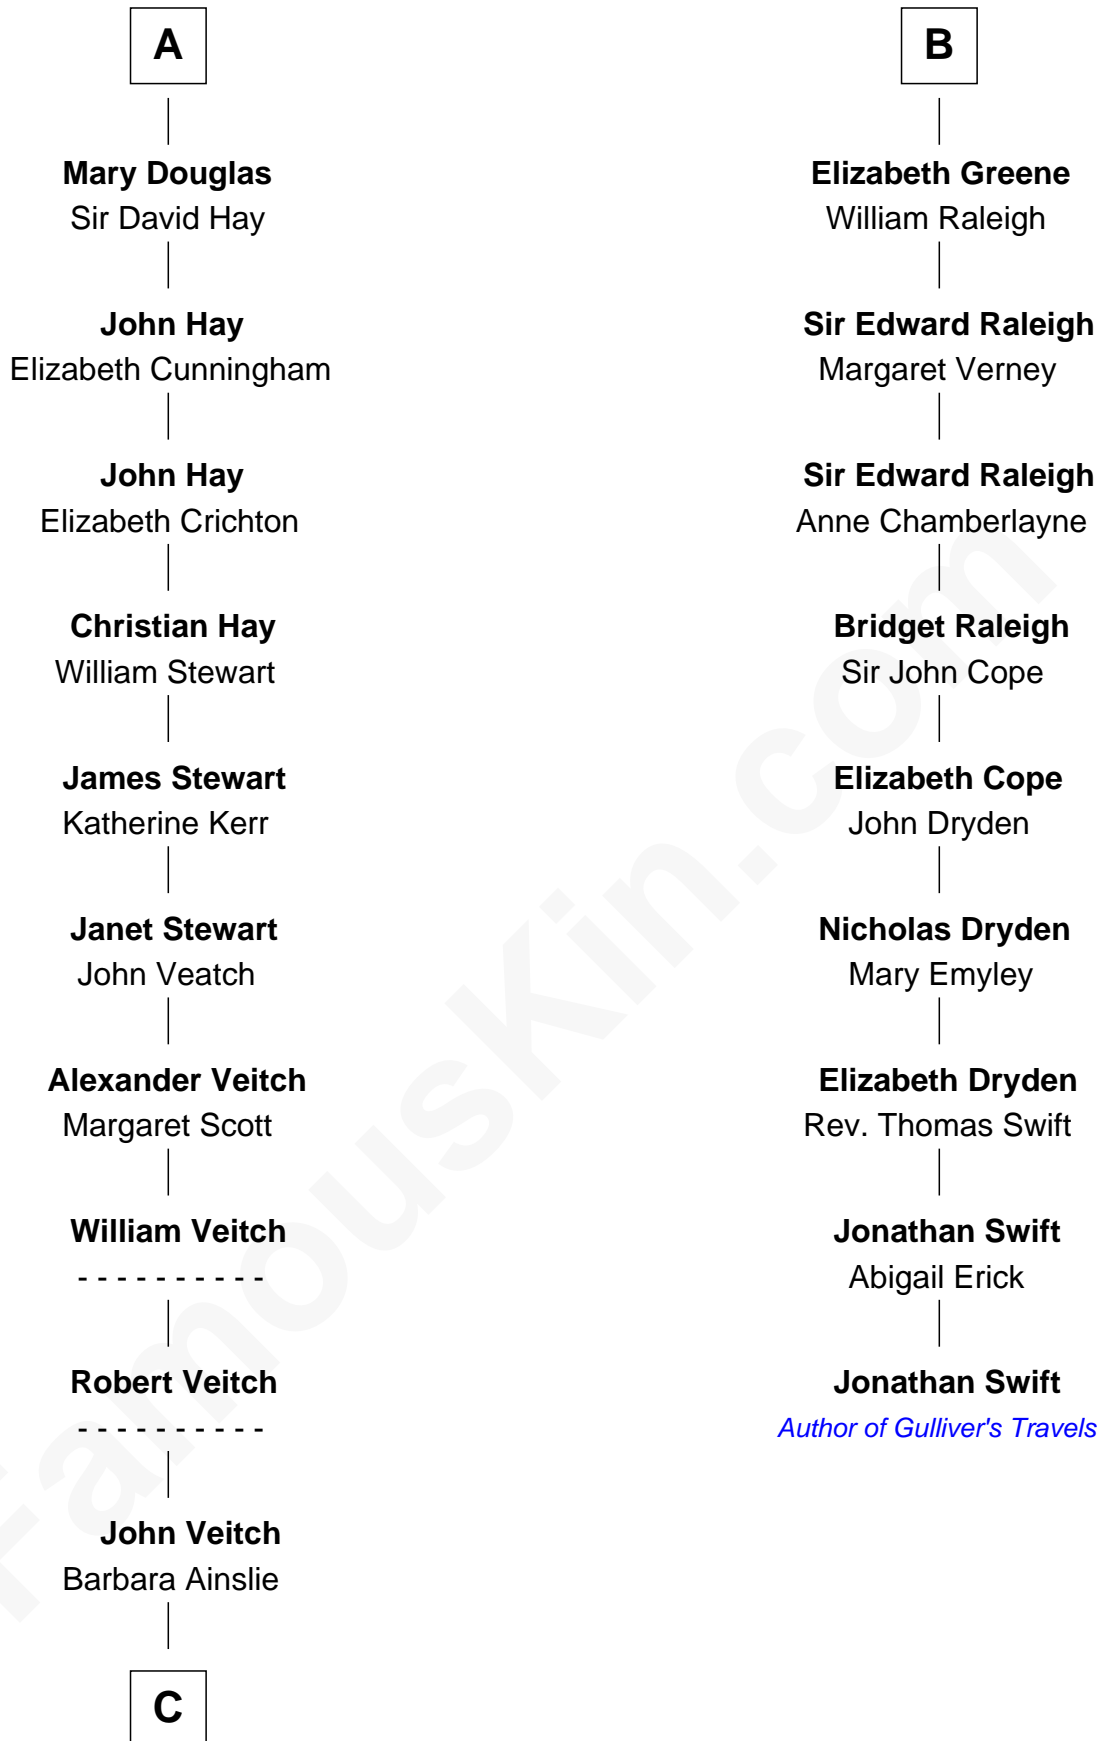 A
Mary Douglas
Sir David Hay
John Hay
Elizabeth Cunningham
John Hay
Elizabeth Crichton
Christian Hay
William Stewart
James Stewart
Katherine Kerr
Janet Stewart
John Veatch
Alexander Veitch
Margaret Scott
William Veitch
- - - - - - - - - -
Robert Veitch
- - - - - - - - - -
John Veitch
Barbara Ainslie
C
B
Elizabeth Greene
William Raleigh
Sir Edward Raleigh
Margaret Verney
Sir Edward Raleigh
Anne Chamberlayne
Bridget Raleigh
Sir John Cope
Elizabeth Cope
John Dryden
Nicholas Dryden
Mary Emyley
Elizabeth Dryden
Rev. Thomas Swift
Jonathan Swift
Abigail Erick
Jonathan Swift
Author of Gulliver's Travels
FamousKin.com